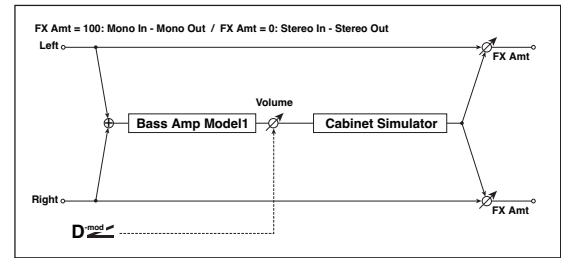 FX Amt = 100: Mono In - Mono Out / FX Amt = 0: Stereo In - Stereo Out
Left
FX Amt
Volume
Bass Amp Model1
Cabinet Simulator
Right
FX Amt
D-mod